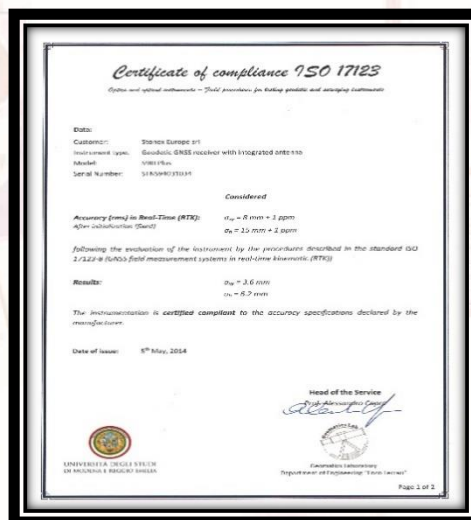 Certificate of compliance ISO 17123
Optics and optical instruments – Field procedures for testing geodetic and surveying instruments
Data:
Customer: Stonex Europe srl
Instrument type: Geodetic GNSS receiver with integrated antenna
Model: Plus
Serial Number:
Considered
Accuracy (rms) in Real-Time (RTK): = 8 mm + 1 ppm
After initialization (fixed) = 15 mm + 1 ppm
following the evaluation of the instrument by the procedures described in the standard ISO
17123-8 (GNSS field measurement systems in real-time kinematic (RTK))
Results: = 3.6 mm
= 6.2 mm
The instrumentation is certified compliant to the accuracy specifications declared by the
manufacturer.
Date of issue: 5th May, 2014
Head of the Service
Prof. Alessandro Capra
UNIVERSITÀ DEGLI STUDI
DI MODENA E REGGIO EMILIA
Geomatics Laboratory
Department of Engineering "Enzo Ferrari"
Page 1 of 2